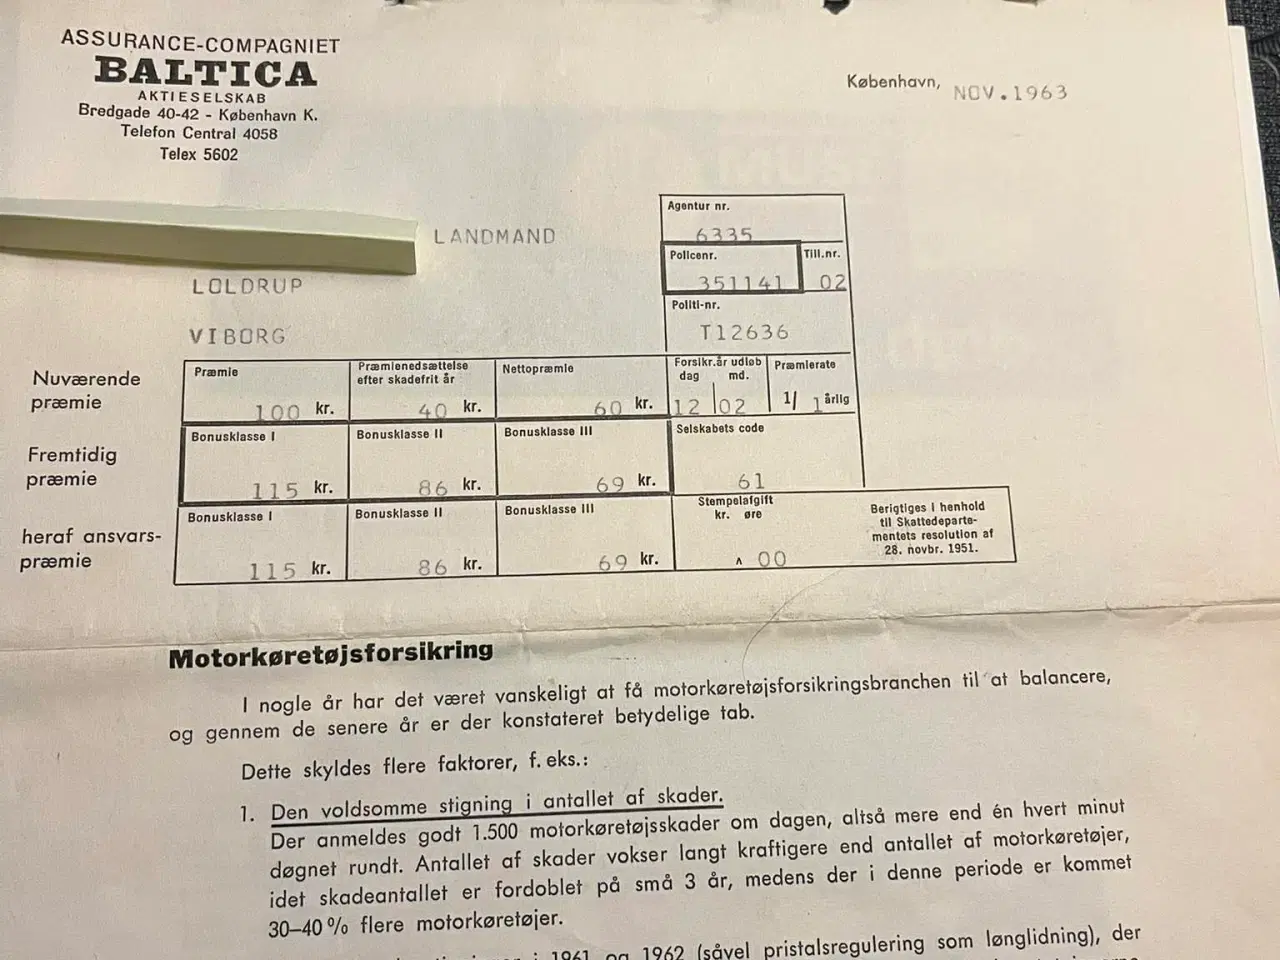 ASSURANCE-COMPAGNIET
BALTICA
AKTIESELSKAB
Bredgade 40-42 - København K.
Telefon Central 4058
Telex 5602
København, NOV.1963
LANDMAND
LOLDRUP
VIBORG
Agentur nr.
6335
Policenr. Till.nr.
351141 02
Politi-nr.
T12636
Nuværende præmie
Præmie
100 kr.
Præmienedsættelse
efter skadefrit år
40 kr.
Nettopræmie
60 kr.
Forsikr.år udløb
dag md.
12 02
Præmierate
1/ 1 årlig
Fremtidig præmie
Bonusklasse I
115 kr.
Bonusklasse II
86 kr.
Bonusklasse III
69 kr.
Selskabets code
61
heraf ansvars-
præmie
Bonusklasse I
115 kr.
Bonusklasse II
86 kr.
Bonusklasse III
69 kr.
Stempelafgift
kr. øre
00
Berigtiges i henhold
til Skattedeparte-
mentets resolution af
28. novbr. 1951.
Motorkøretøjsforsikring
I nogle år har det været vanskeligt at få motorkøretøjsforsikringsbranchen til at balancere,
og gennem de senere år er der konstateret betydelige tab.
Dette skyldes flere faktorer, f. eks.:
1. Den voldsomme stigning i antallet af skader.
Der anmeldes godt 1.500 motorkøretøjsskader om dagen, altså mere end én hvert minut
døgnet rundt. Antallet af skader vokser langt kraftigere end antallet af motorkøretøjer,
idet skadeantallet er fordoblet på små 3 år, medens der i denne periode er kommet
30–40 % flere motorkøretøjer.
i 1961 og 1962 (såvel pristalsregulering som lønglidning), der